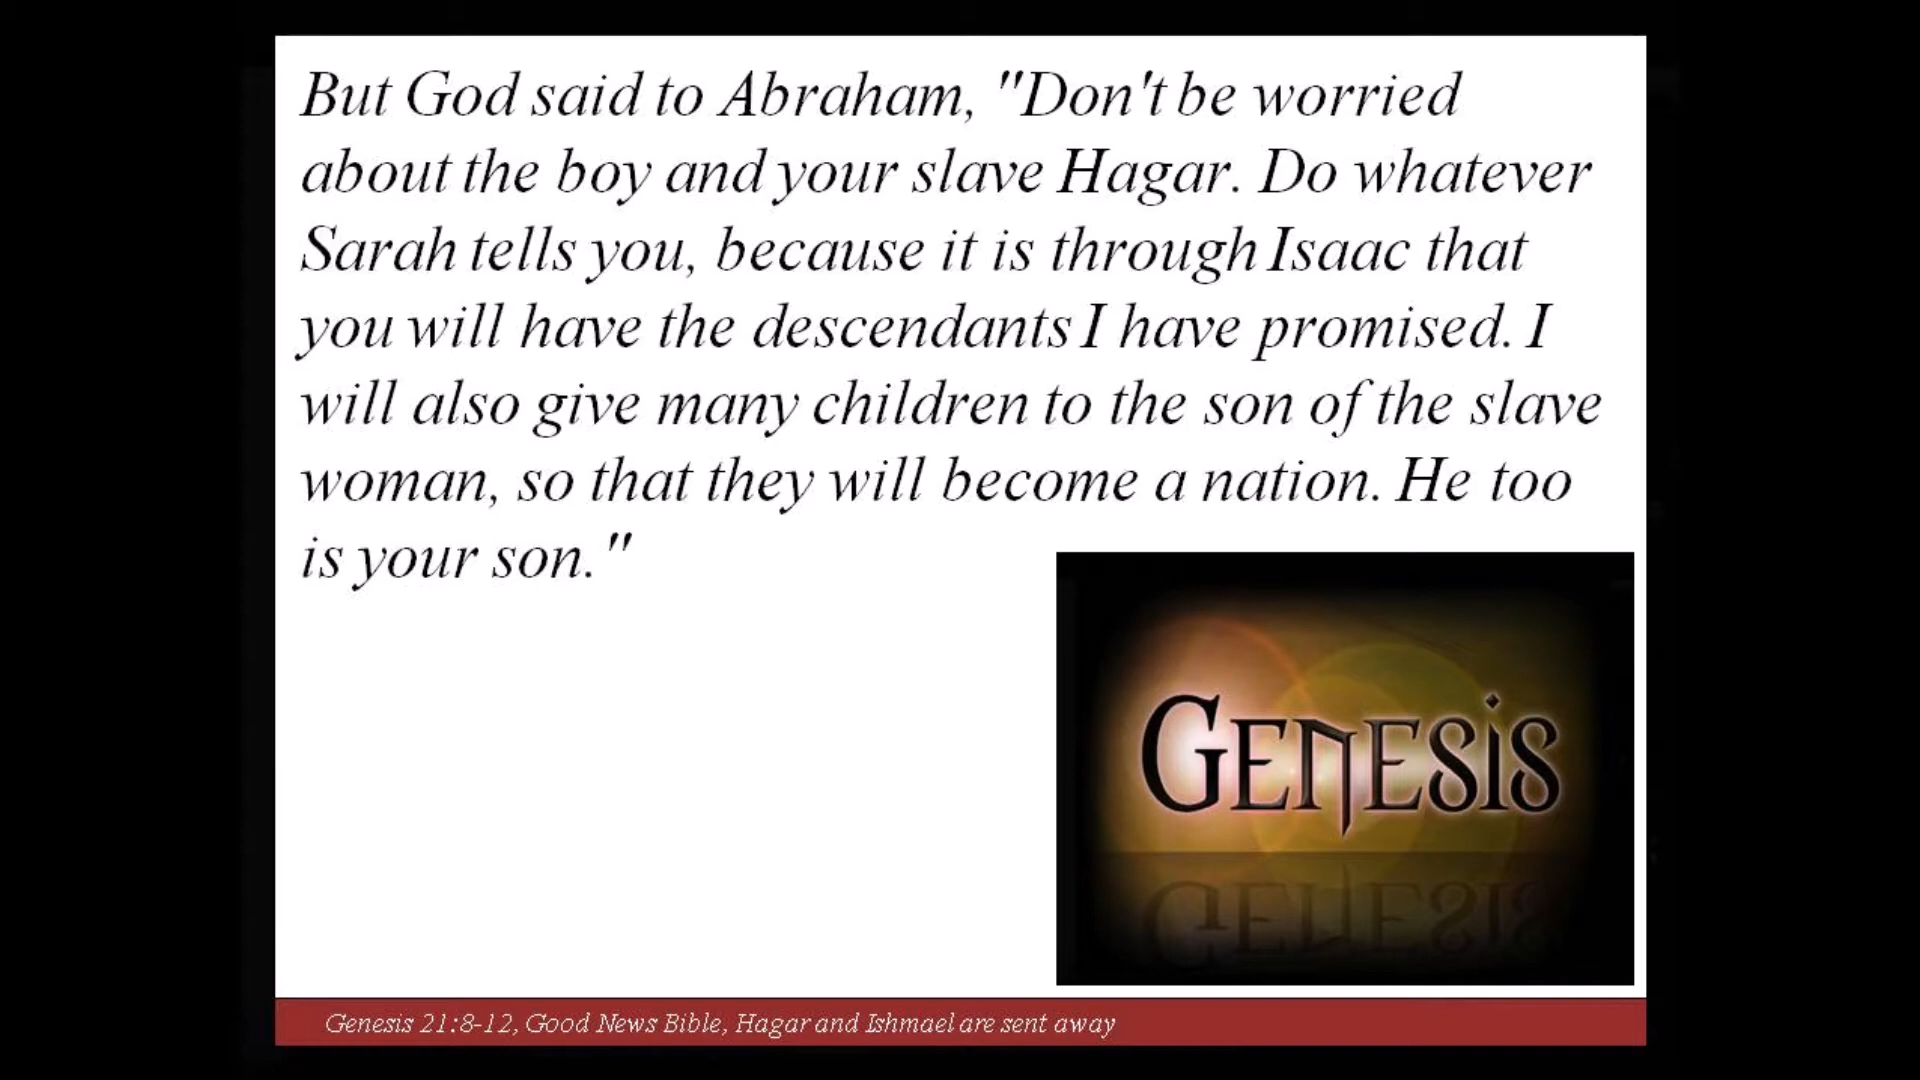 But God said to Abraham, "Don't be worried
about the boy and your slave Hagar. Do whatever
Sarah tells you, because it is through Isaac that
you will have the descendants I have promised. I
will also give many children to the son of the slave
woman, so that they will become a nation. He too
is your son."
GENESIS
GENESIS
Genesis 21:8-12, Good News Bible, Hagar and Ishmael are sent away